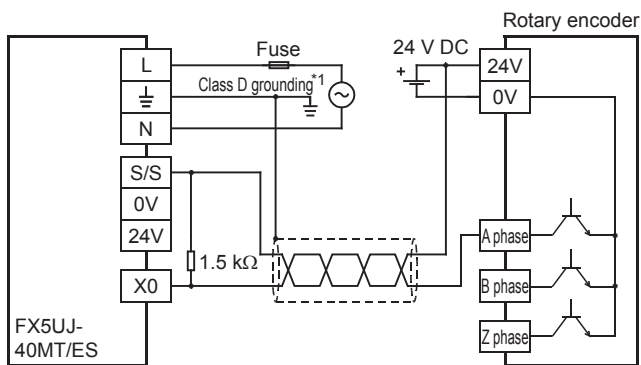 Rotary encoder
L
Fuse
24 V DC
24V
Class D grounding*1
+
0V
N
S/S
0V
24V
1.5 kΩ
X0
A phase
B phase
Z phase
FX5UJ-
40MT/ES